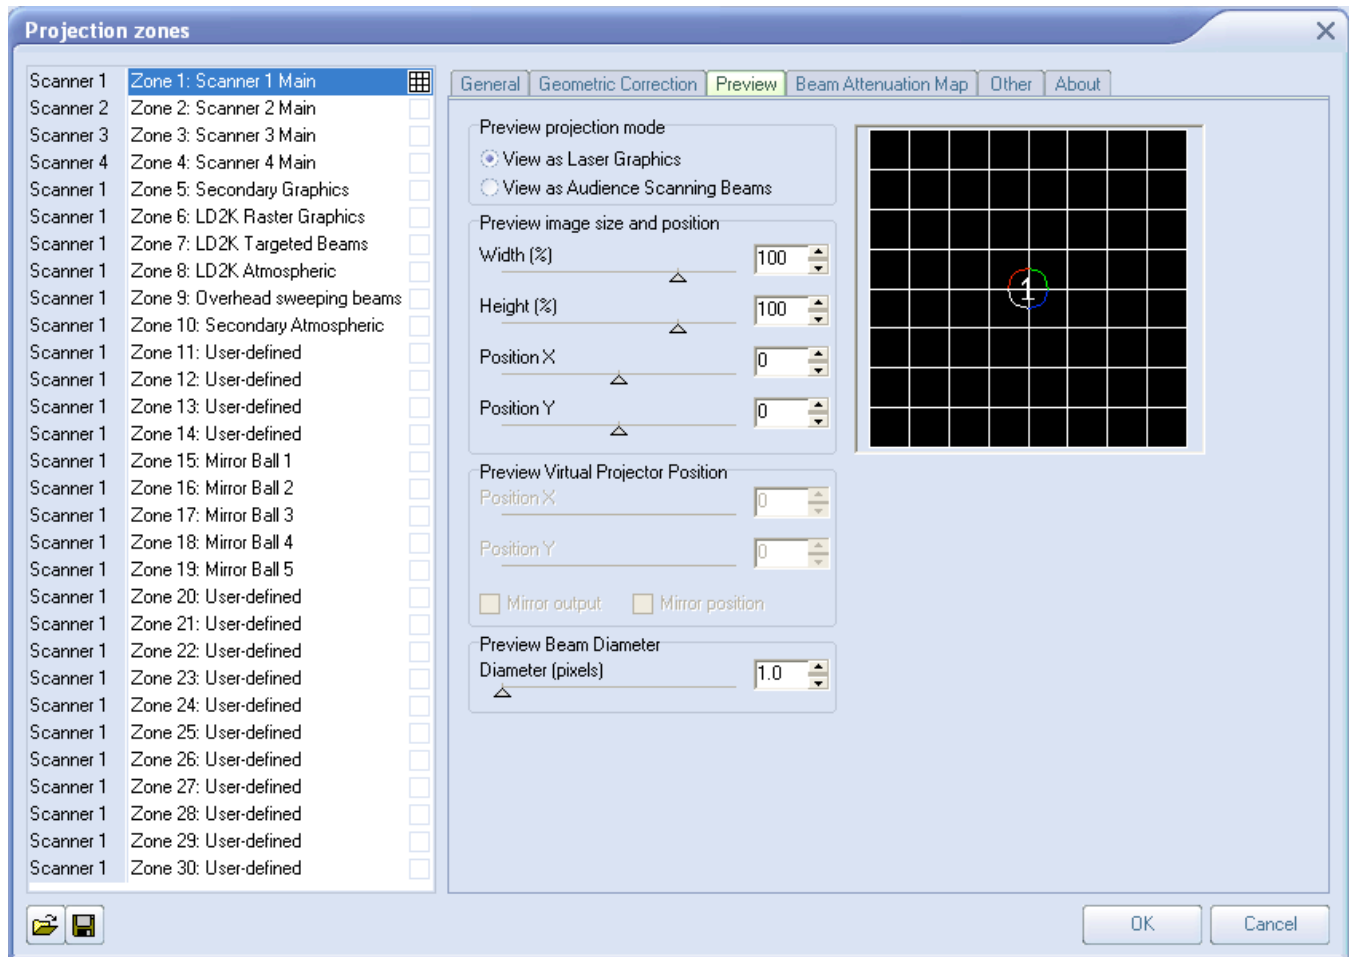 Projection zones
Scanner 1 Zone 1: Scanner 1 Main
Scanner 2 Zone 2: Scanner 2 Main
Scanner 3 Zone 3: Scanner 3 Main
Scanner 4 Zone 4: Scanner 4 Main
Scanner 1 Zone 5: Secondary Graphics
Scanner 1 Zone 6: LD2K Raster Graphics
Scanner 1 Zone 7: LD2K Targeted Beams
Scanner 1 Zone 8: LD2K Atmospheric
Scanner 1 Zone 9: Overhead sweeping beams
Scanner 1 Zone 10: Secondary Atmospheric
Scanner 1 Zone 11: User-defined
Scanner 1 Zone 12: User-defined
Scanner 1 Zone 13: User-defined
Scanner 1 Zone 14: User-defined
Scanner 1 Zone 15: Mirror Ball 1
Scanner 1 Zone 16: Mirror Ball 2
Scanner 1 Zone 17: Mirror Ball 3
Scanner 1 Zone 18: Mirror Ball 4
Scanner 1 Zone 19: Mirror Ball 5
Scanner 1 Zone 20: User-defined
Scanner 1 Zone 21: User-defined
Scanner 1 Zone 22: User-defined
Scanner 1 Zone 23: User-defined
Scanner 1 Zone 24: User-defined
Scanner 1 Zone 25: User-defined
Scanner 1 Zone 26: User-defined
Scanner 1 Zone 27: User-defined
Scanner 1 Zone 28: User-defined
Scanner 1 Zone 29: User-defined
Scanner 1 Zone 30: User-defined
General Geometric Correction Preview Beam Attenuation Map Other About
Preview projection mode
View as Laser Graphics
View as Audience Scanning Beams
Preview image size and position
Width (%) 100
Height (%) 100
Position X 0
Position Y 0
Preview Virtual Projector Position
Position X 0
Position Y 0
Mirror output Mirror position
Preview Beam Diameter
Diameter (pixels) 1.0
1
OK Cancel